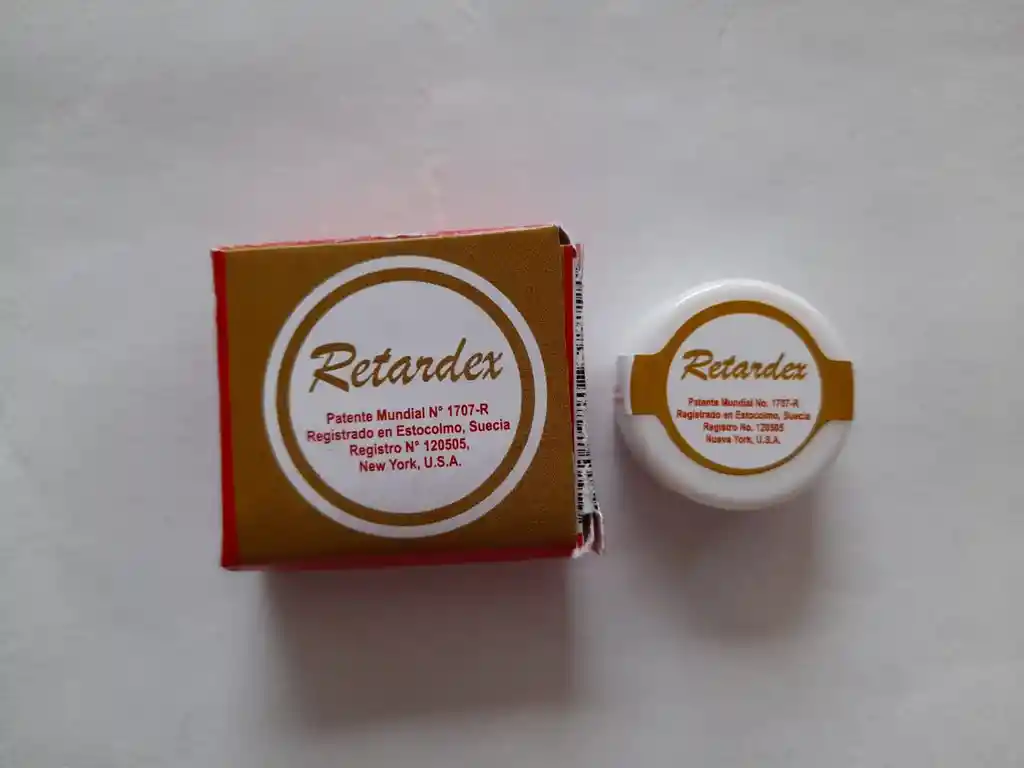 Retardex
Patente Mundial N° 1707-R
Registrado en Estocolmo, Suecia
Registro N° 120505,
New York, U.S.A.
Retardex
Patente Mundial No. 1707-R
Registrado en Estocolmo, Suecia
Registro No. 120505
Nueva York, U.S.A.